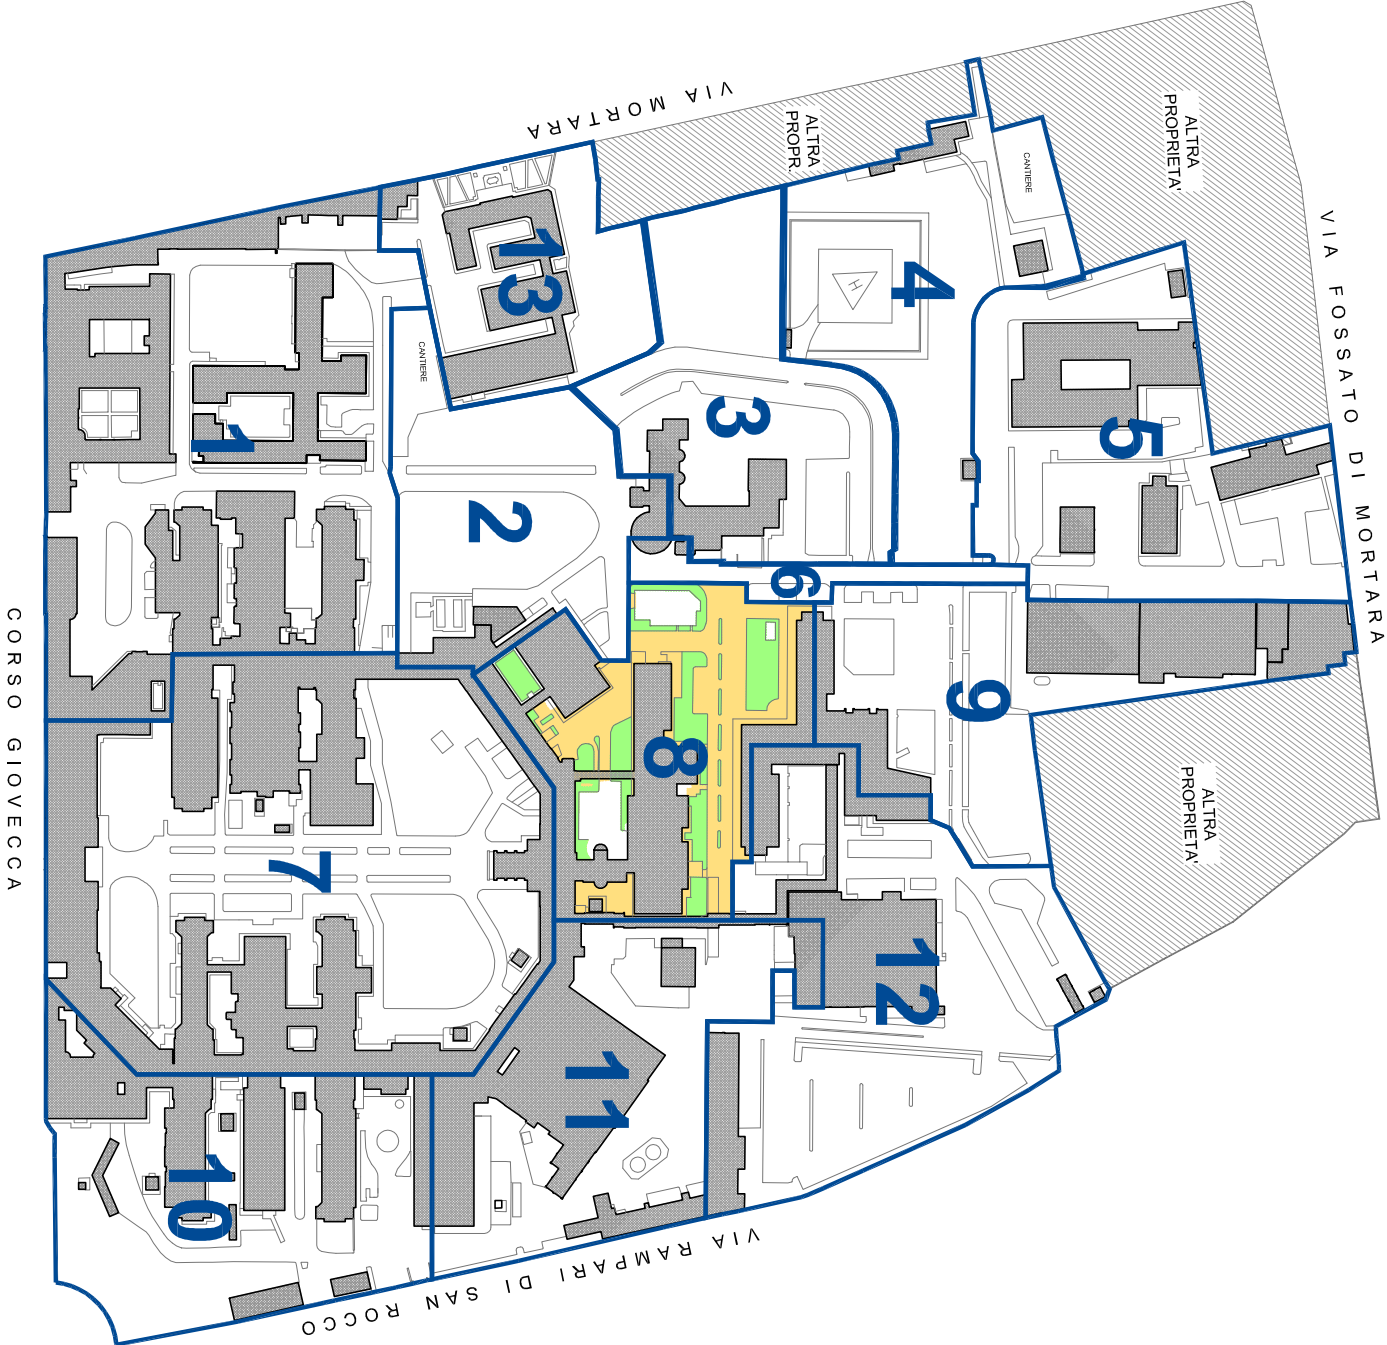 VIA MORTARA
ALTRA
PROPR.
ALTRA
PROPRIETA'
CANTIERE
VIA FOSSATO DI MORTARA
13
4
CANTIERE
3
5
1
2
6
CORSO GIOVECCA
9
8
ALTRA
PROPRIETA'
7
12
11
10
VIA RAMPARI DI SAN ROCCO
H